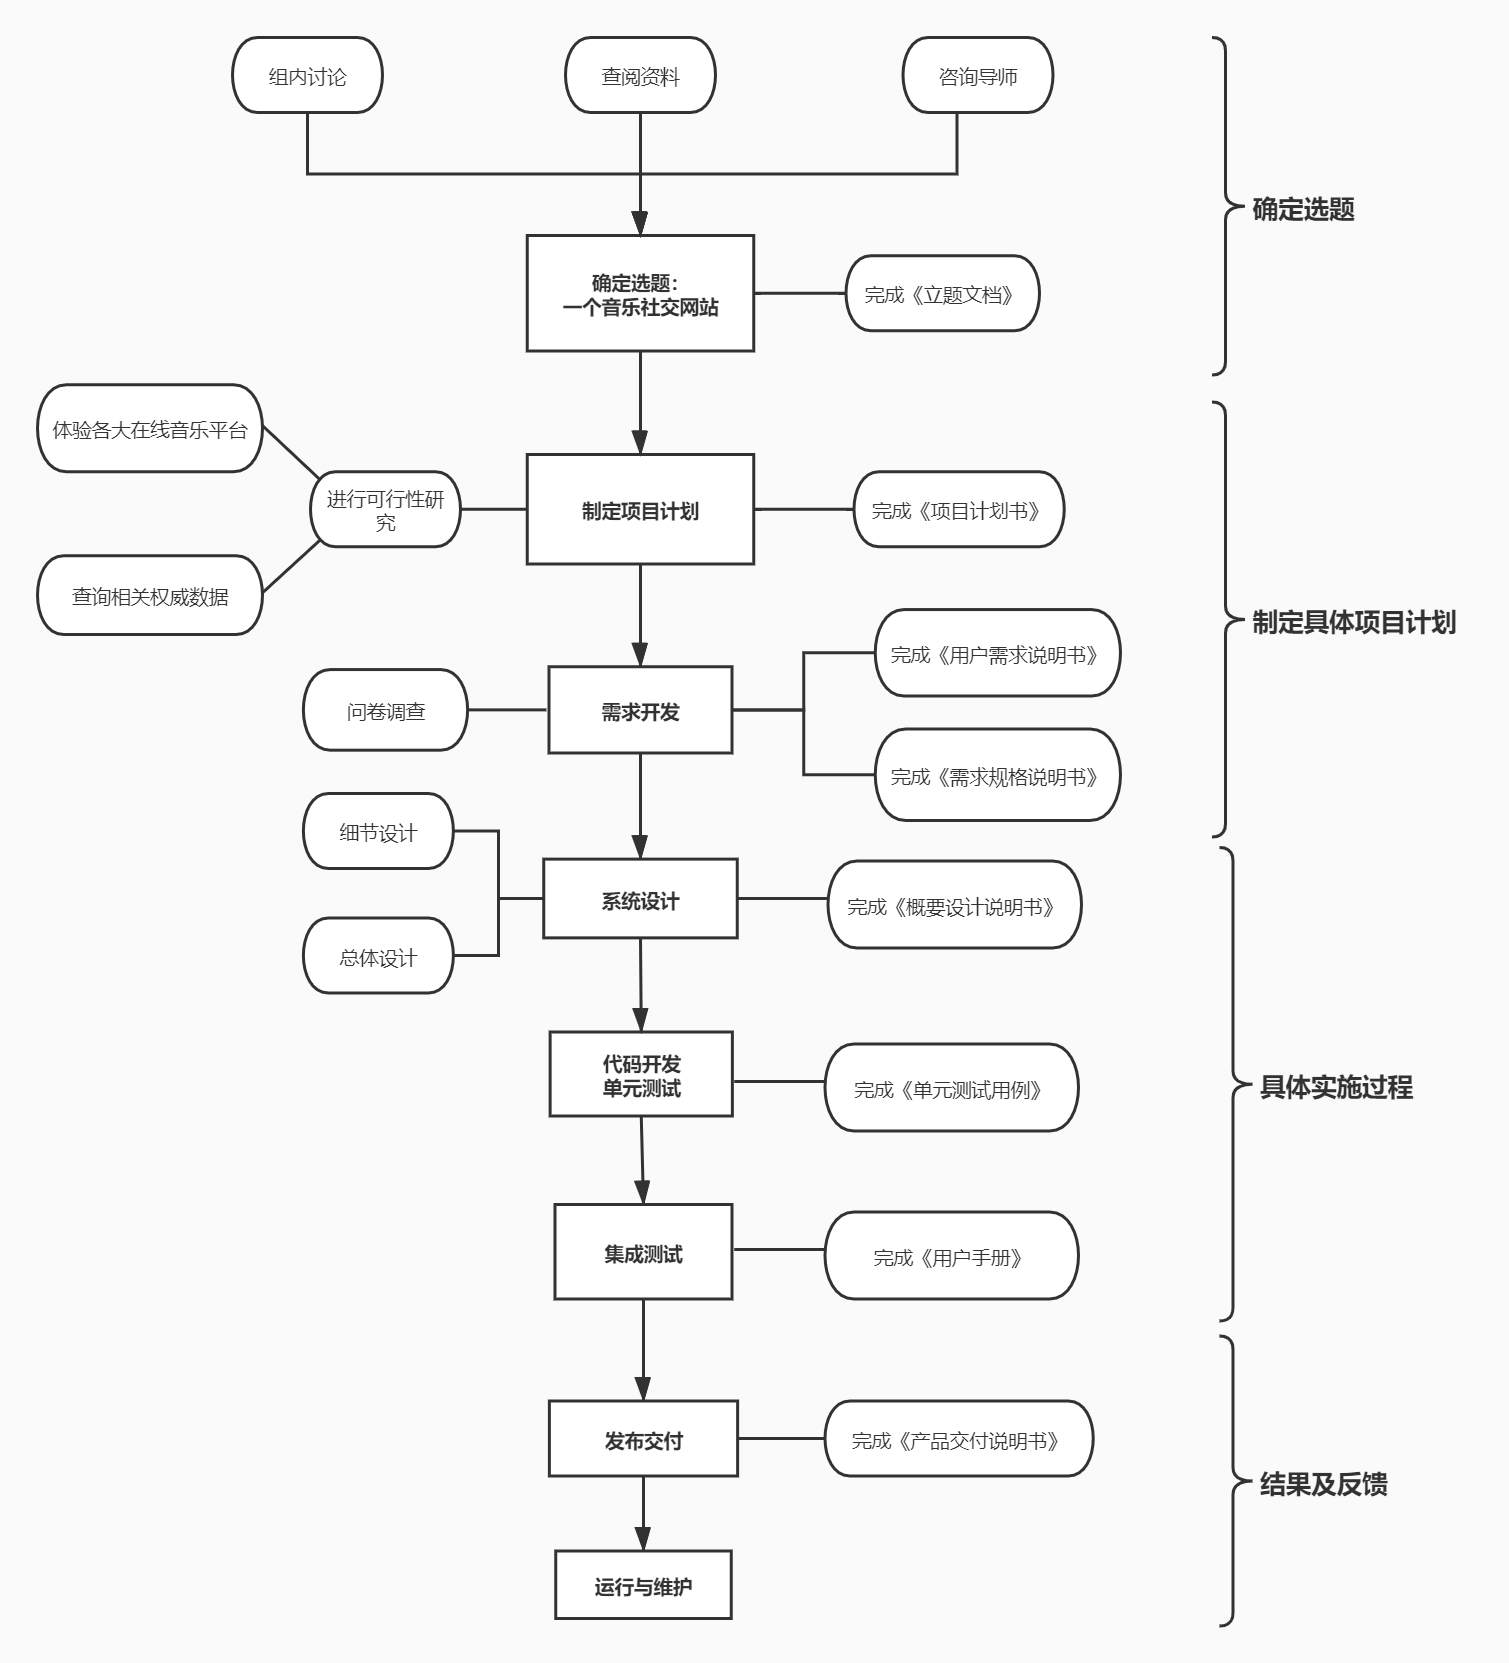 组内讨论
查阅资料
咨询导师
确定选题
确定选题：
一个音乐社交网站
完成《立题文档》
体验各大在线音乐平台
进行可行性研
究
制定项目计划
完成《项目计划书》
查询相关权威数据
制定具体项目计划
完成《用户需求说明书》
问卷调查
需求开发
完成《需求规格说明书》
细节设计
系统设计
完成《概要设计说明书》
总体设计
代码开发
单元测试
完成《单元测试用例》
具体实施过程
集成测试
完成《用户手册》
发布交付
完成《产品交付说明书》
结果及反馈
运行与维护